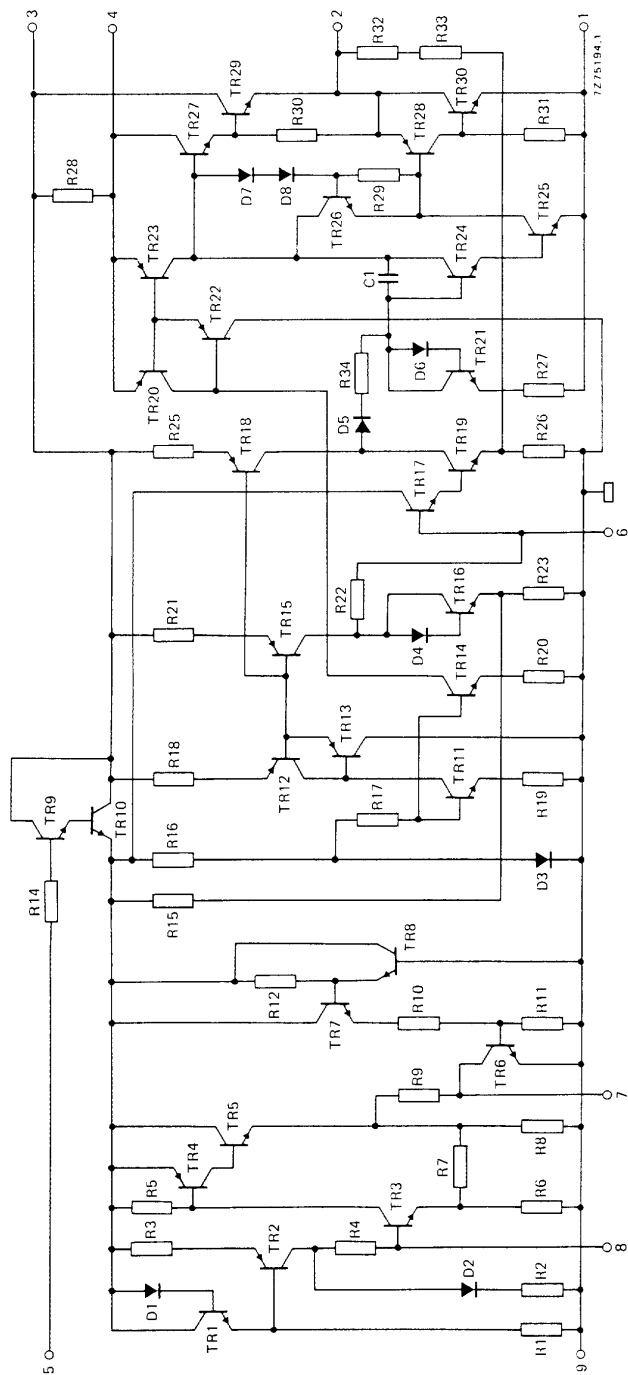 3
4
2
1
5
R28
TR29
R32
R33
TR27
R30
TR30
TR28
R31
7Z75194.1
D7
D8
R29
TR26
TR25
TR23
TR24
C1
TR22
TR20
R34
D6
TR21
R27
R25
TR18
D5
TR19
R26
TR17
6
R21
TR15
R22
TR16
D4
R23
TR14
R20
R18
TR12
TR13
TR11
R19
TR9
TR10
R16
R17
D3
R14
R15
R12
TR8
TR7
R10
R11
TR6
R9
7
TR5
TR4
R5
R7
R8
R3
TR3
R6
TR2
R4
8
D1
TR1
D2
R2
R1
9